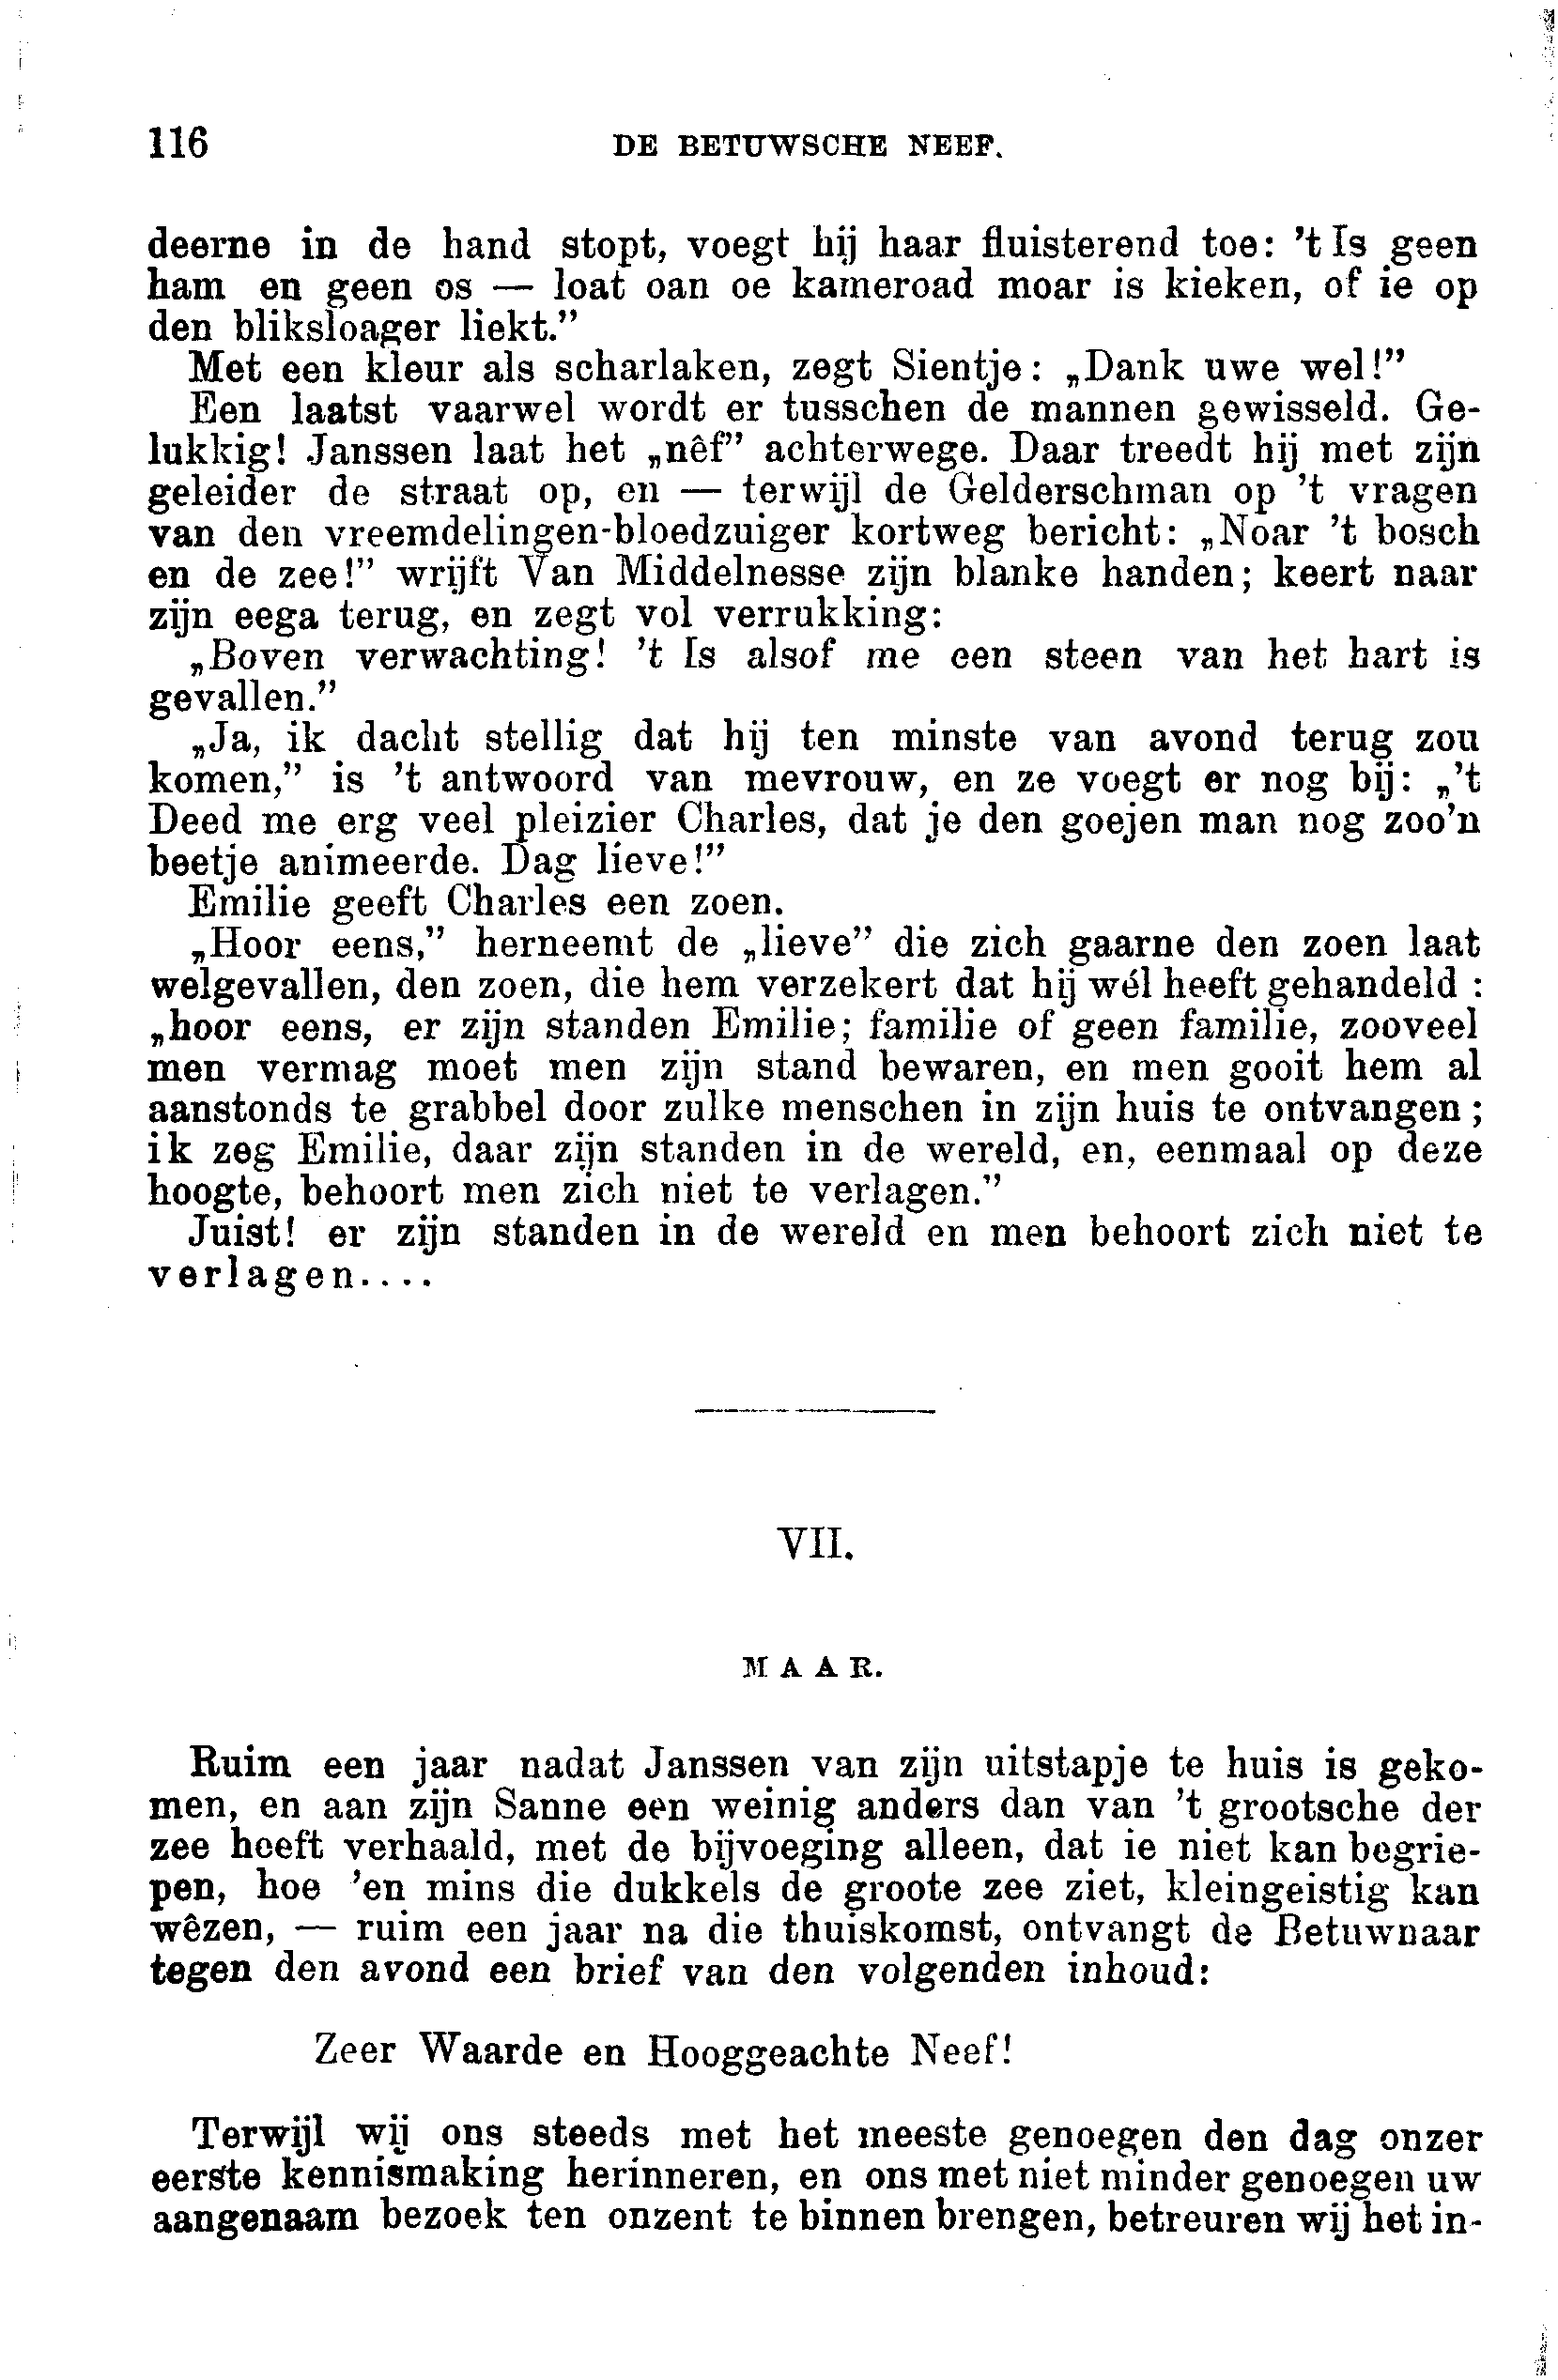 116 DE BETUWSCHE NEEF.
deerne in de hand stopt, voegt hij haar fluisterend toe: 't Is geen
ham en geen os — loat oan oe kameroad moar is kieken, of ie op
den bliksloager liekt.”
Met een kleur als scharlaken, zegt Sientje: „Dank uwe wel!”
Een laatst vaarwel wordt er tusschen de mannen gewisseld. Ge-
lukkig! Janssen laat het „nêf” achterwege. Daar treedt hij met zijn
geleider de straat op, en — terwijl de Gelderschman op 't vragen
van den vreemdelingen-bloedzuiger kortweg bericht: „Noar 't bosch
en de zee!” wrijft Van Middelnesse zijn blanke handen; keert naar
zijn eega terug, en zegt vol verrukking:
„Boven verwachting! 't Is alsof me een steen van het hart is
gevallen.”
„Ja, ik dacht stellig dat hij ten minste van avond terug zou
komen,” is 't antwoord van mevrouw, en ze voegt er nog bij: „'t
Deed me erg veel pleizier Charles, dat je den goejen man nog zoo'n
beetje animeerde. Dag lieve!”
Emilie geeft Charles een zoen.
„Hoor eens,” herneemt de „lieve” die zich gaarne den zoen laat
welgevallen, den zoen, die hem verzekert dat hij wél heeft gehandeld :
„hoor eens, er zijn standen Emilie; familie of geen familie, zooveel
men vermag moet men zijn stand bewaren, en men gooit hem al
aanstonds te grabbel door zulke menschen in zijn huis te ontvangen;
ik zeg Emilie, daar zijn standen in de wereld, en, eenmaal op deze
hoogte, behoort men zich niet te verlagen.”
Juist! er zijn standen in de wereld en men behoort zich niet te
verlagen....
VII.
MAAR.
Ruim een jaar nadat Janssen van zijn uitstapje te huis is geko-
men, en aan zijn Sanne een weinig anders dan van 't grootsche der
zee heeft verhaald, met de bijvoeging alleen, dat ie niet kan begrie-
pen, hoe 'en mins die dukkels de groote zee ziet, kleingeistig kan
wêzen, — ruim een jaar na die thuiskomst, ontvangt de Betuwnaar
tegen den avond een brief van den volgenden inhoud:
Zeer Waarde en Hooggeachte Neef!
Terwijl wij ons steeds met het meeste genoegen den dag onzer
eerste kennismaking herinneren, en ons met niet minder genoegen uw
aangenaam bezoek ten onzent te binnen brengen, betreuren wij het in-